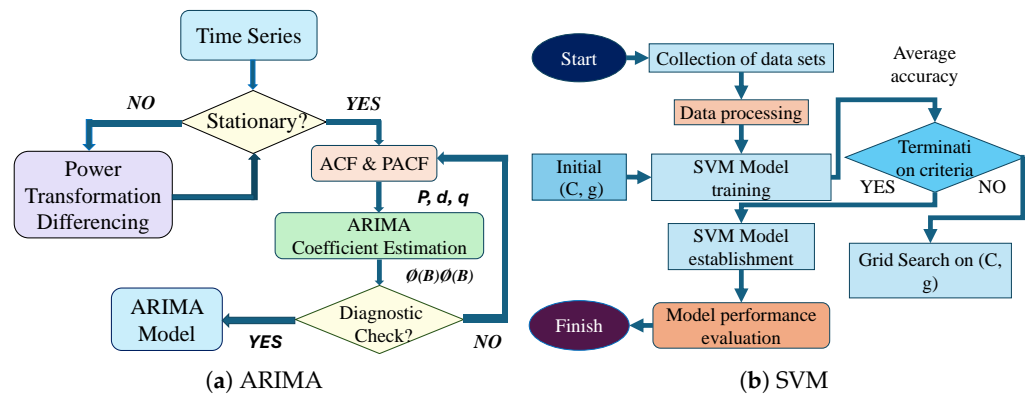 Time Series
NO
YES
Stationary?
Power
Transformation
Differencing
ACF & PACF
P, d, q
ARIMA
Coefficient Estimation
Ø(B)Ø(B)
ARIMA
Model
YES
Diagnostic
Check?
NO
(a) ARIMA
Start
Collection of data sets
Average
accuracy
Data processing
Initial
(C, g)
SVM Model
training
Terminati
on criteria
YES
NO
SVM Model
establishment
Grid Search on (C,
g)
Finish
Model performance
evaluation
(b) SVM